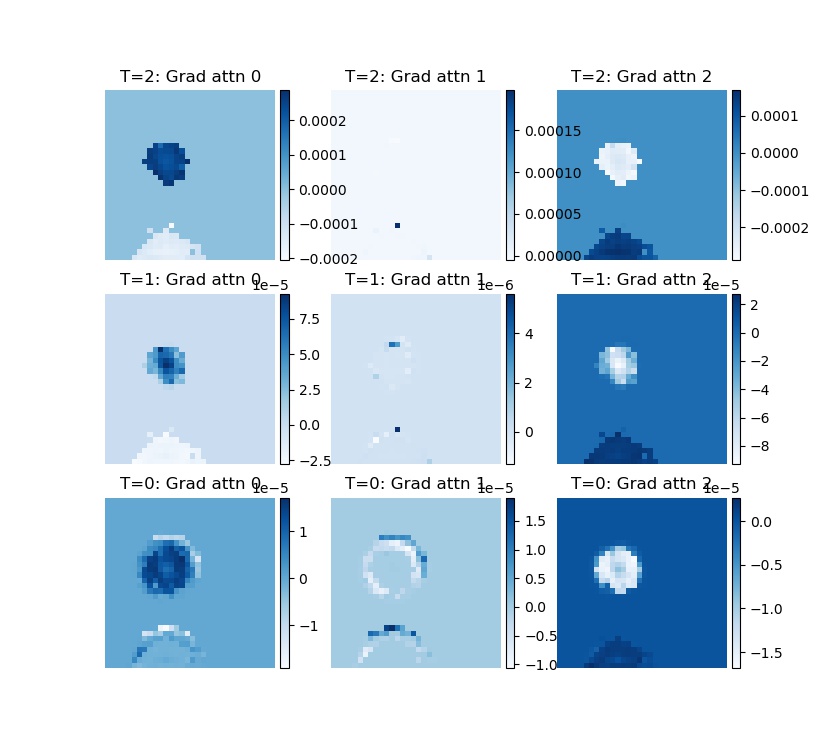 T=2: Grad attn 0
T=2: Grad attn 1
T=2: Grad attn 2
0.0002
0.0001
0.0000
−0.0001
−0.0002
0.00015
0.00010
0.00005
0.00000
0.0001
0.0000
−0.0001
−0.0002
T=1: Grad attn 0
1e−5
T=1: Grad attn 1
1e−6
T=1: Grad attn 2
1e−5
7.5
5.0
2.5
0.0
−2.5
4
2
0
2
0
−2
−4
−6
−8
T=0: Grad attn 0
1e−5
T=0: Grad attn 1
1e−5
T=0: Grad attn 2
1e−5
1
0
−1
1.5
1.0
0.5
0.0
−0.5
−1.0
0.0
−0.5
−1.0
−1.5